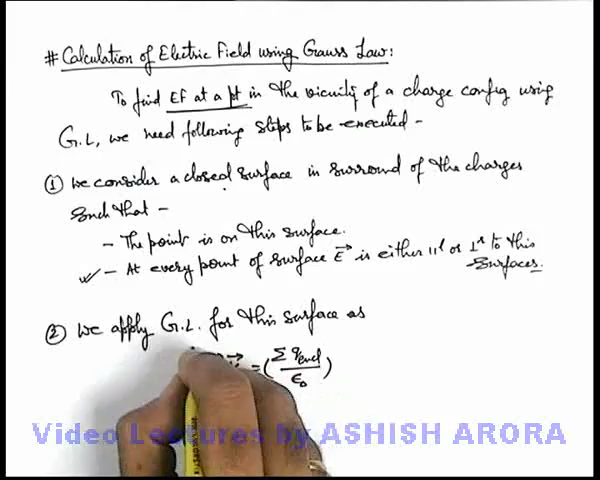 # Calculation of Electric Field using Gauss Law:
To find EF at a pt in the vicinity of a charge config using
G.L, we need following steps to be executed -
① We consider a closed surface in surround of the charges
Such that -
- The point is on this surface.
✓ - At every point of surface E⃗ is either ||ˡ or ⊥ʳ to this
surfaces.
② We apply G.L. for this surface as
= (Σ qencl / ϵ₀)
Video Lectures by ASHISH ARORA